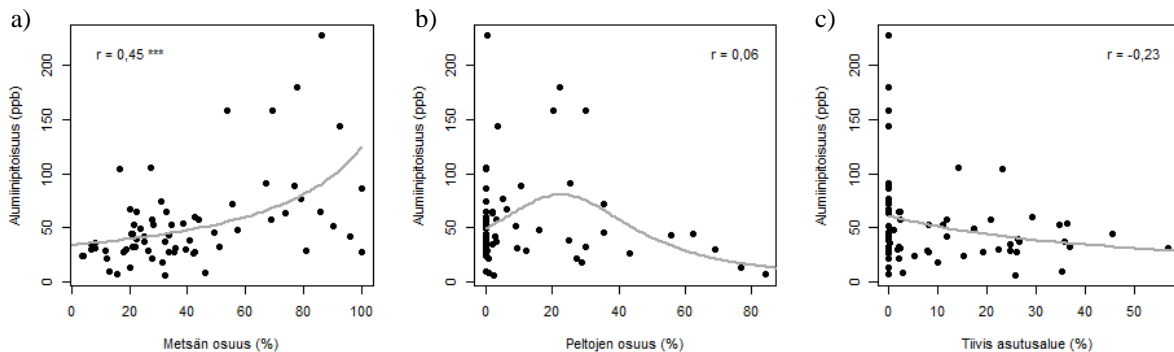 a)
Alumiinipitoisuus (ppb)
200
150
100
50
0
r = 0,45 ***
0 20 40 60 80 100
Metsän osuus (%)
b)
Alumiinipitoisuus (ppb)
200
150
100
50
0
r = 0,06
0 20 40 60 80
Peltojen osuus (%)
c)
Alumiinipitoisuus (ppb)
200
150
100
50
0
r = -0,23
0 10 20 30 40 50
Tiivis asutusalue (%)